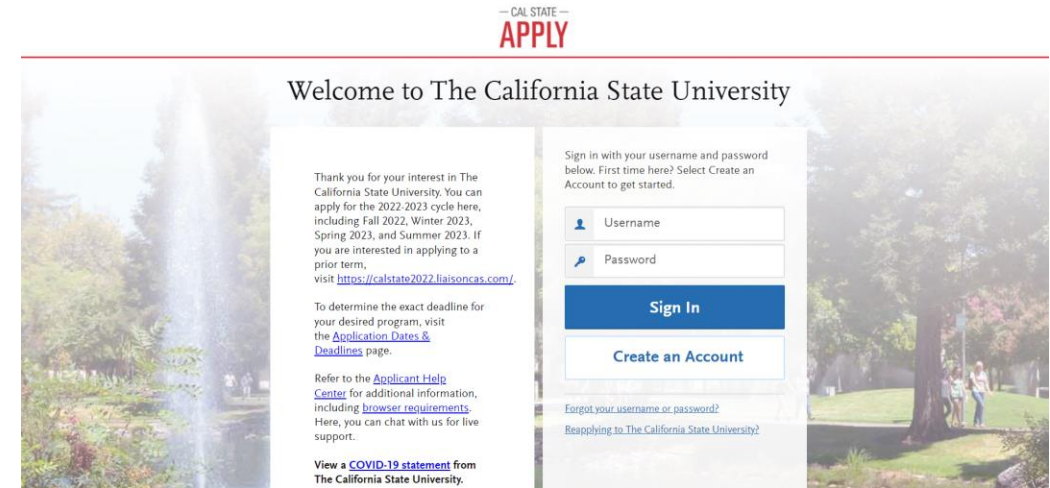 — CAL STATE —
APPLY
Welcome to The California State University
Thank you for your interest in The
California State University. You can
apply for the 2022-2023 cycle here,
including Fall 2022, Winter 2023,
Spring 2023, and Summer 2023. If
you are interested in applying to a
prior term,
visit https://calstate2022.liaisoncas.com/.
To determine the exact deadline for
your desired program, visit
the Application Dates &
Deadlines page.
Refer to the Applicant Help
Center for additional information,
including browser requirements.
Here, you can chat with us for live
support.
View a COVID-19 statement from
The California State University.
Sign in with your username and password
below. First time here? Select Create an
Account to get started.
Username
Password
Sign In
Create an Account
Forgot your username or password?
Reapplying to The California State University?